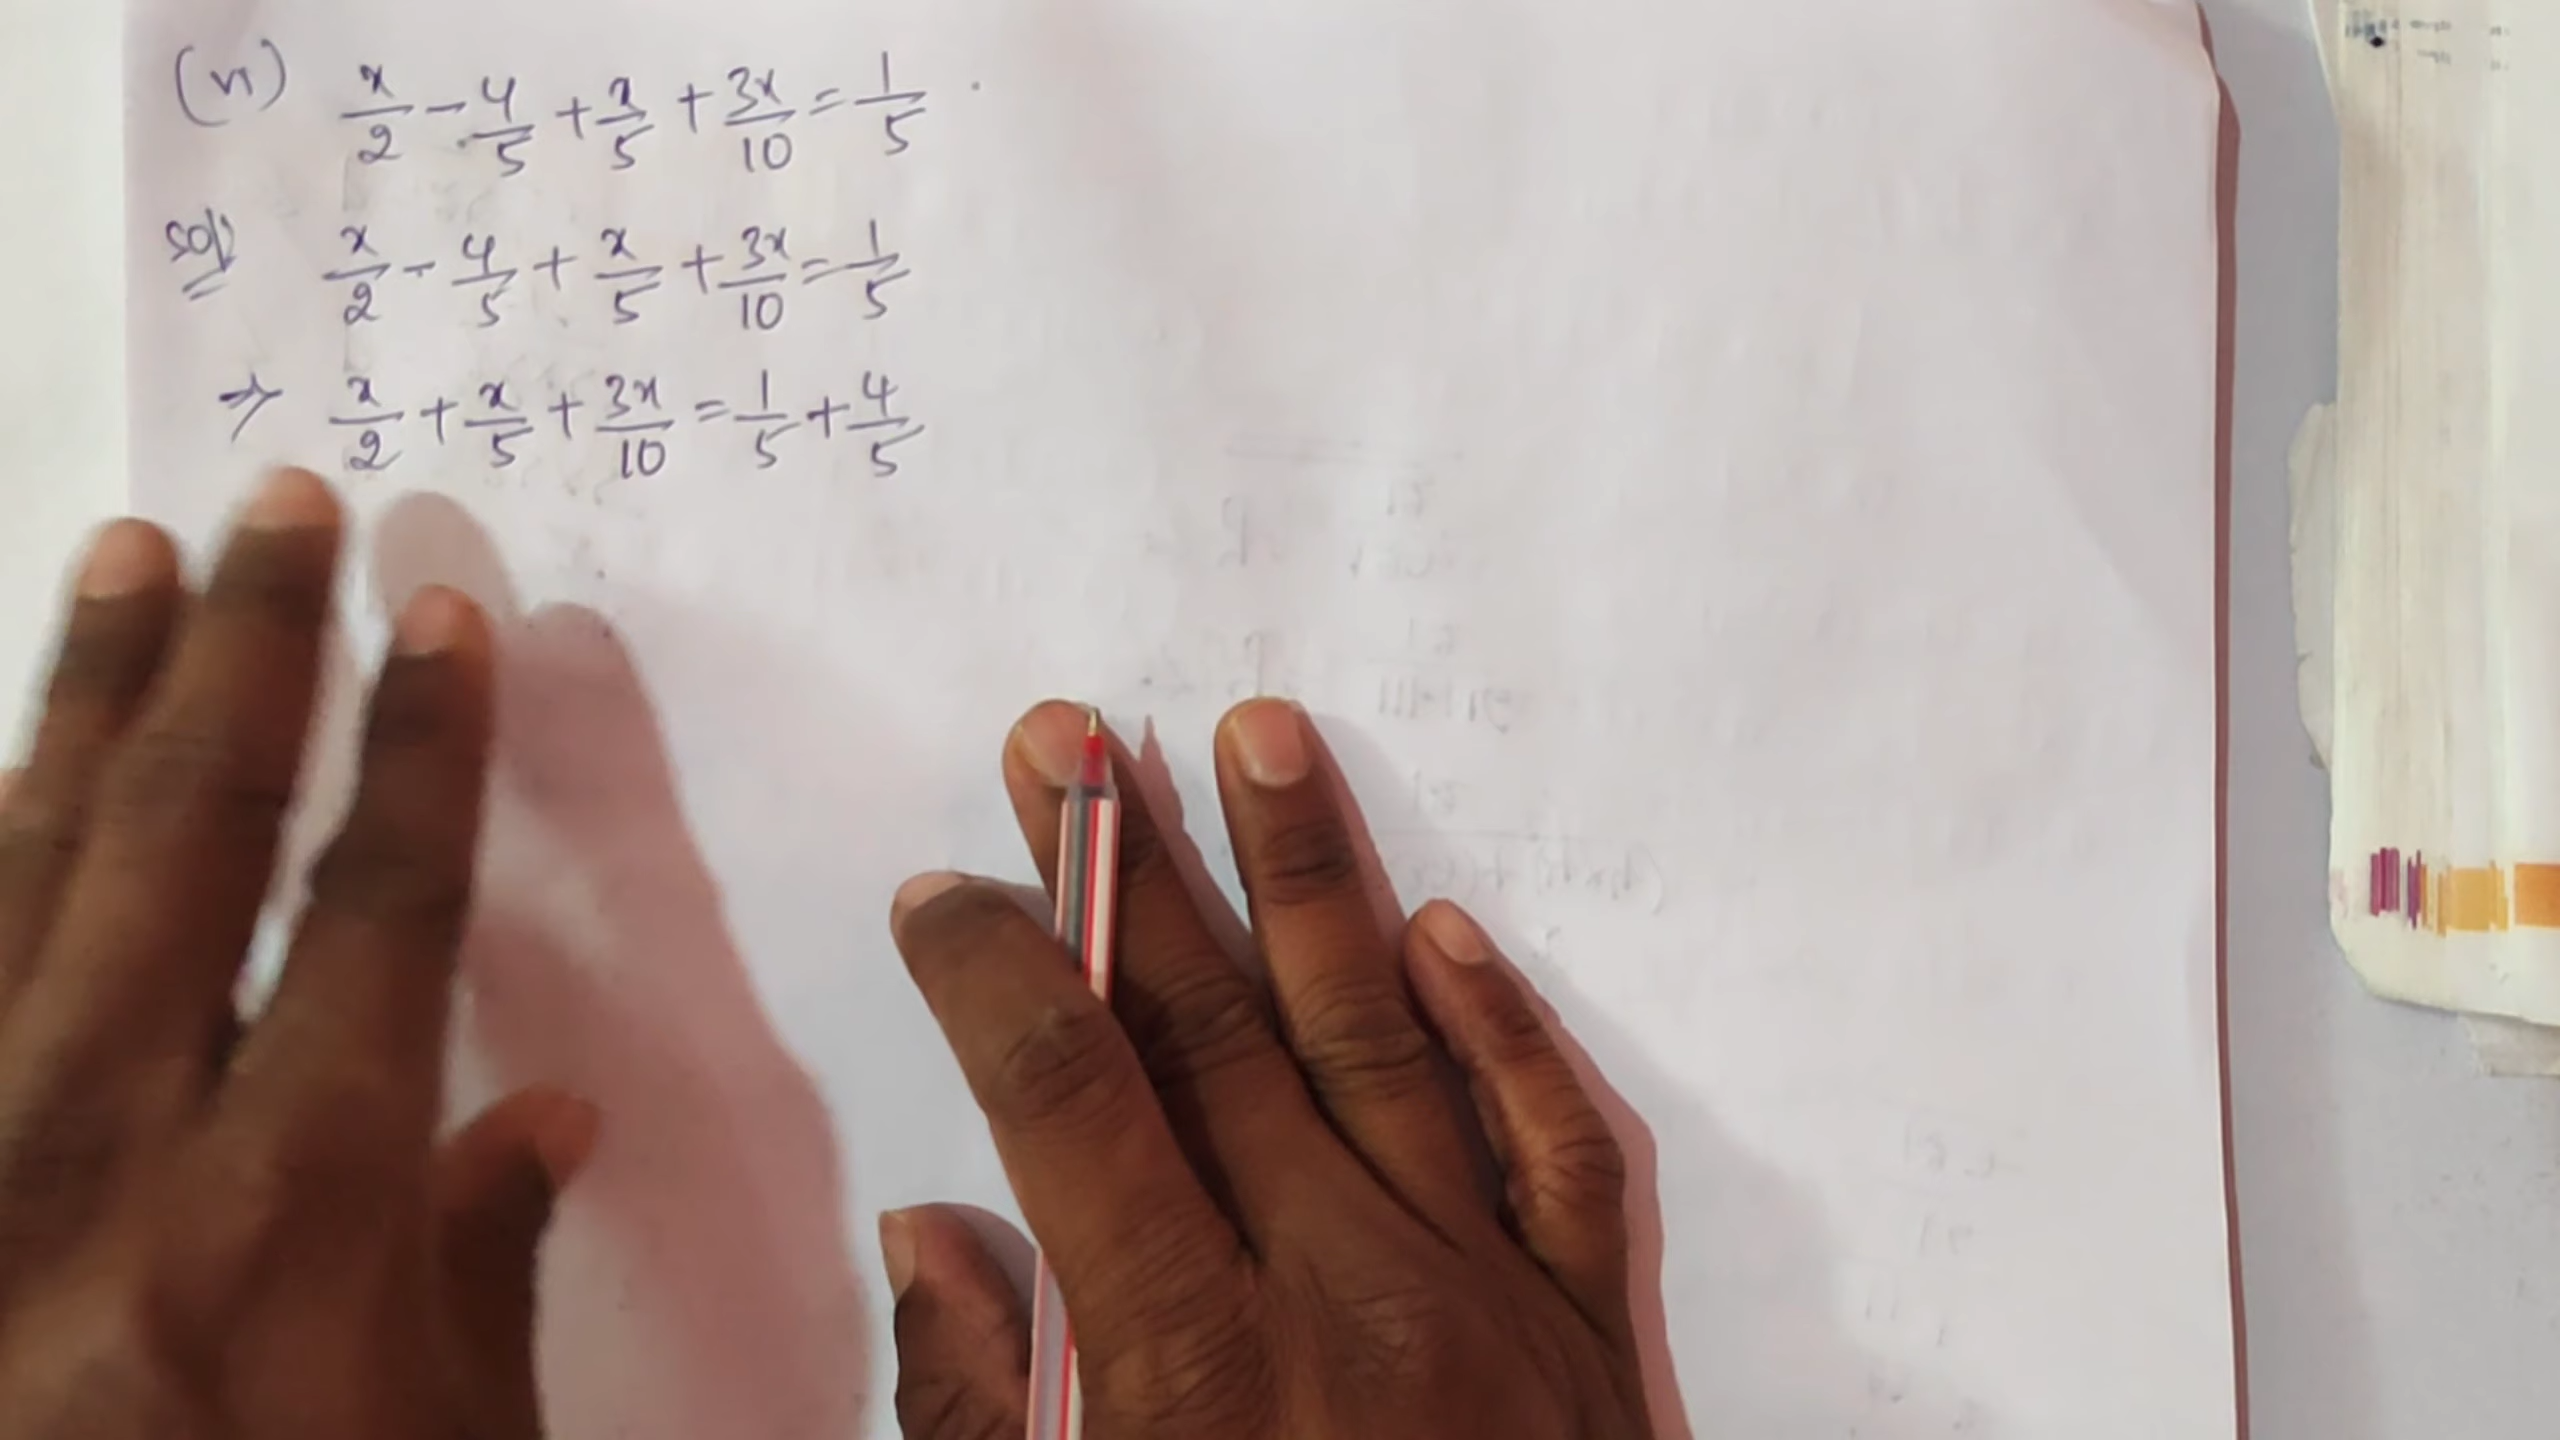 (vi) x/2 - 4/5 + x/5 + 3x/10 = 1/5
Sol x/2 - 4/5 + x/5 + 3x/10 = 1/5
⇒ x/2 + x/5 + 3x/10 = 1/5 + 4/5